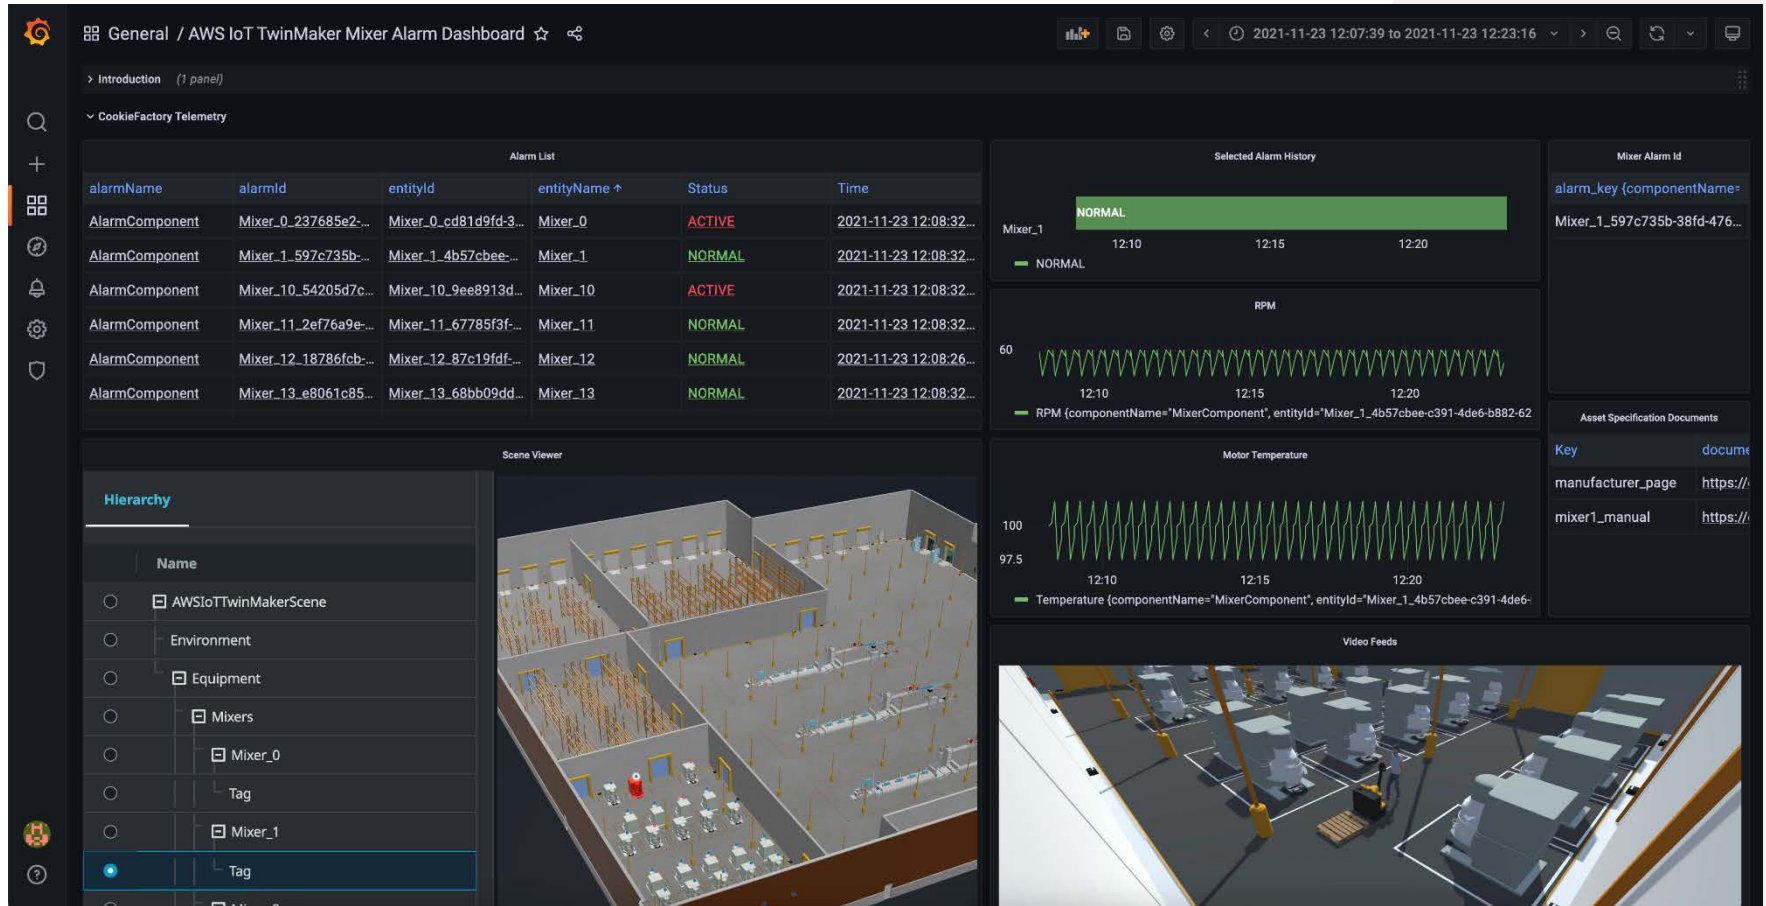 General / AWS IoT TwinMaker Mixer Alarm Dashboard
2021-11-23 12:07:39 to 2021-11-23 12:23:16
Introduction (1 panel)
CookieFactory Telemetry
Alarm List
alarmName alarmId entityId entityName Status Time
AlarmComponent Mixer_0_237685e2-... Mixer_0_cd81d9fd-3... Mixer_0 ACTIVE 2021-11-23 12:08:32...
AlarmComponent Mixer_1_597c735b-... Mixer_1_4b57cbee-... Mixer_1 NORMAL 2021-11-23 12:08:32...
AlarmComponent Mixer_10_54205d7c... Mixer_10_9ee8913d... Mixer_10 ACTIVE 2021-11-23 12:08:32...
AlarmComponent Mixer_11_2ef76a9e-... Mixer_11_67785f3f-... Mixer_11 NORMAL 2021-11-23 12:08:32...
AlarmComponent Mixer_12_18786fcb-... Mixer_12_87c19fdf-... Mixer_12 NORMAL 2021-11-23 12:08:26...
AlarmComponent Mixer_13_e8061c85... Mixer_13_68bb09dd... Mixer_13 NORMAL 2021-11-23 12:08:32...
Selected Alarm History
NORMAL
Mixer_1
12:10 12:15 12:20
NORMAL
Mixer Alarm Id
alarm_key {componentName=
Mixer_1_597c735b-38fd-476...
RPM
60
12:10 12:15 12:20
RPM {componentName="MixerComponent", entityId="Mixer_1_4b57cbee-c391-4de6-b882-62
Asset Specification Documents
Key docume
manufacturer_page https://
mixer1_manual https://
Scene Viewer
Hierarchy
Name
AWSIoTTwinMakerScene
Environment
Equipment
Mixers
Mixer_0
Tag
Mixer_1
Tag
Motor Temperature
100
97.5
12:10 12:15 12:20
Temperature {componentName="MixerComponent", entityId="Mixer_1_4b57cbee-c391-4de6-
Video Feeds